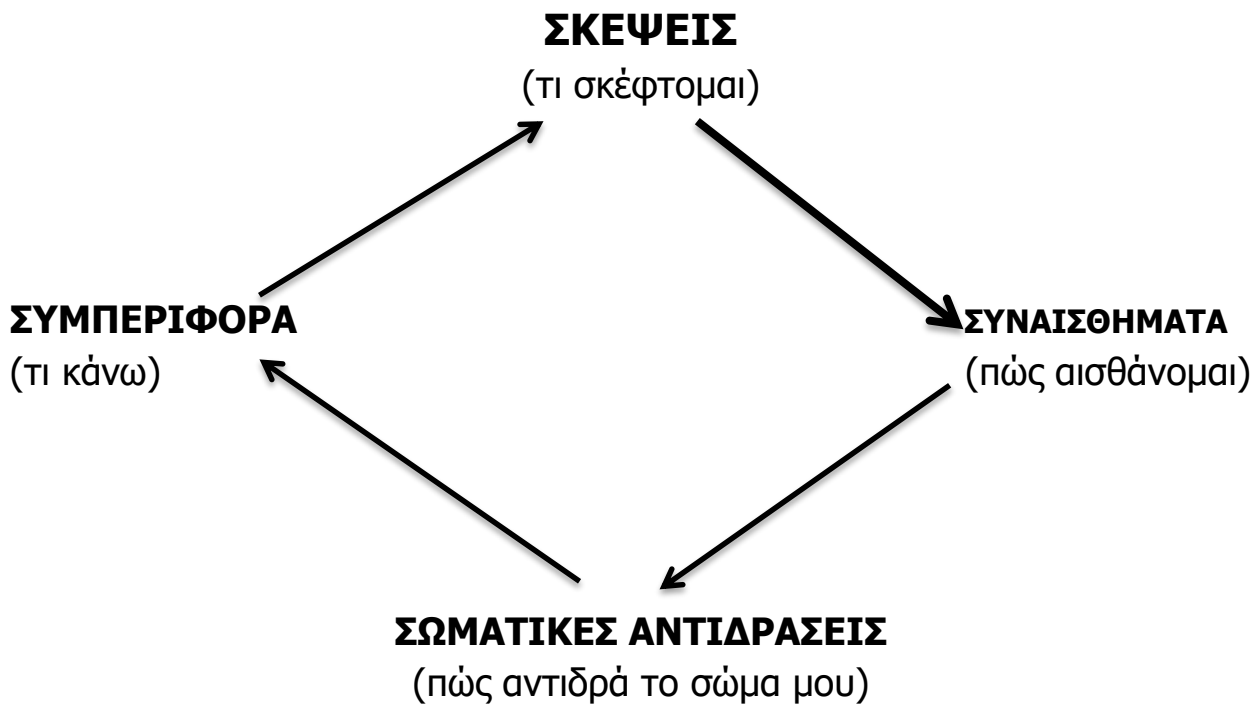 ΣΚΕΨΕΙΣ
(τι σκέφτομαι)
ΣΥΜΠΕΡΙΦΟΡΑ
(τι κάνω)
ΣΥΝΑΙΣΘΗΜΑΤΑ
(πώς αισθάνομαι)
ΣΩΜΑΤΙΚΕΣ ΑΝΤΙΔΡΑΣΕΙΣ
(πώς αντιδρά το σώμα μου)